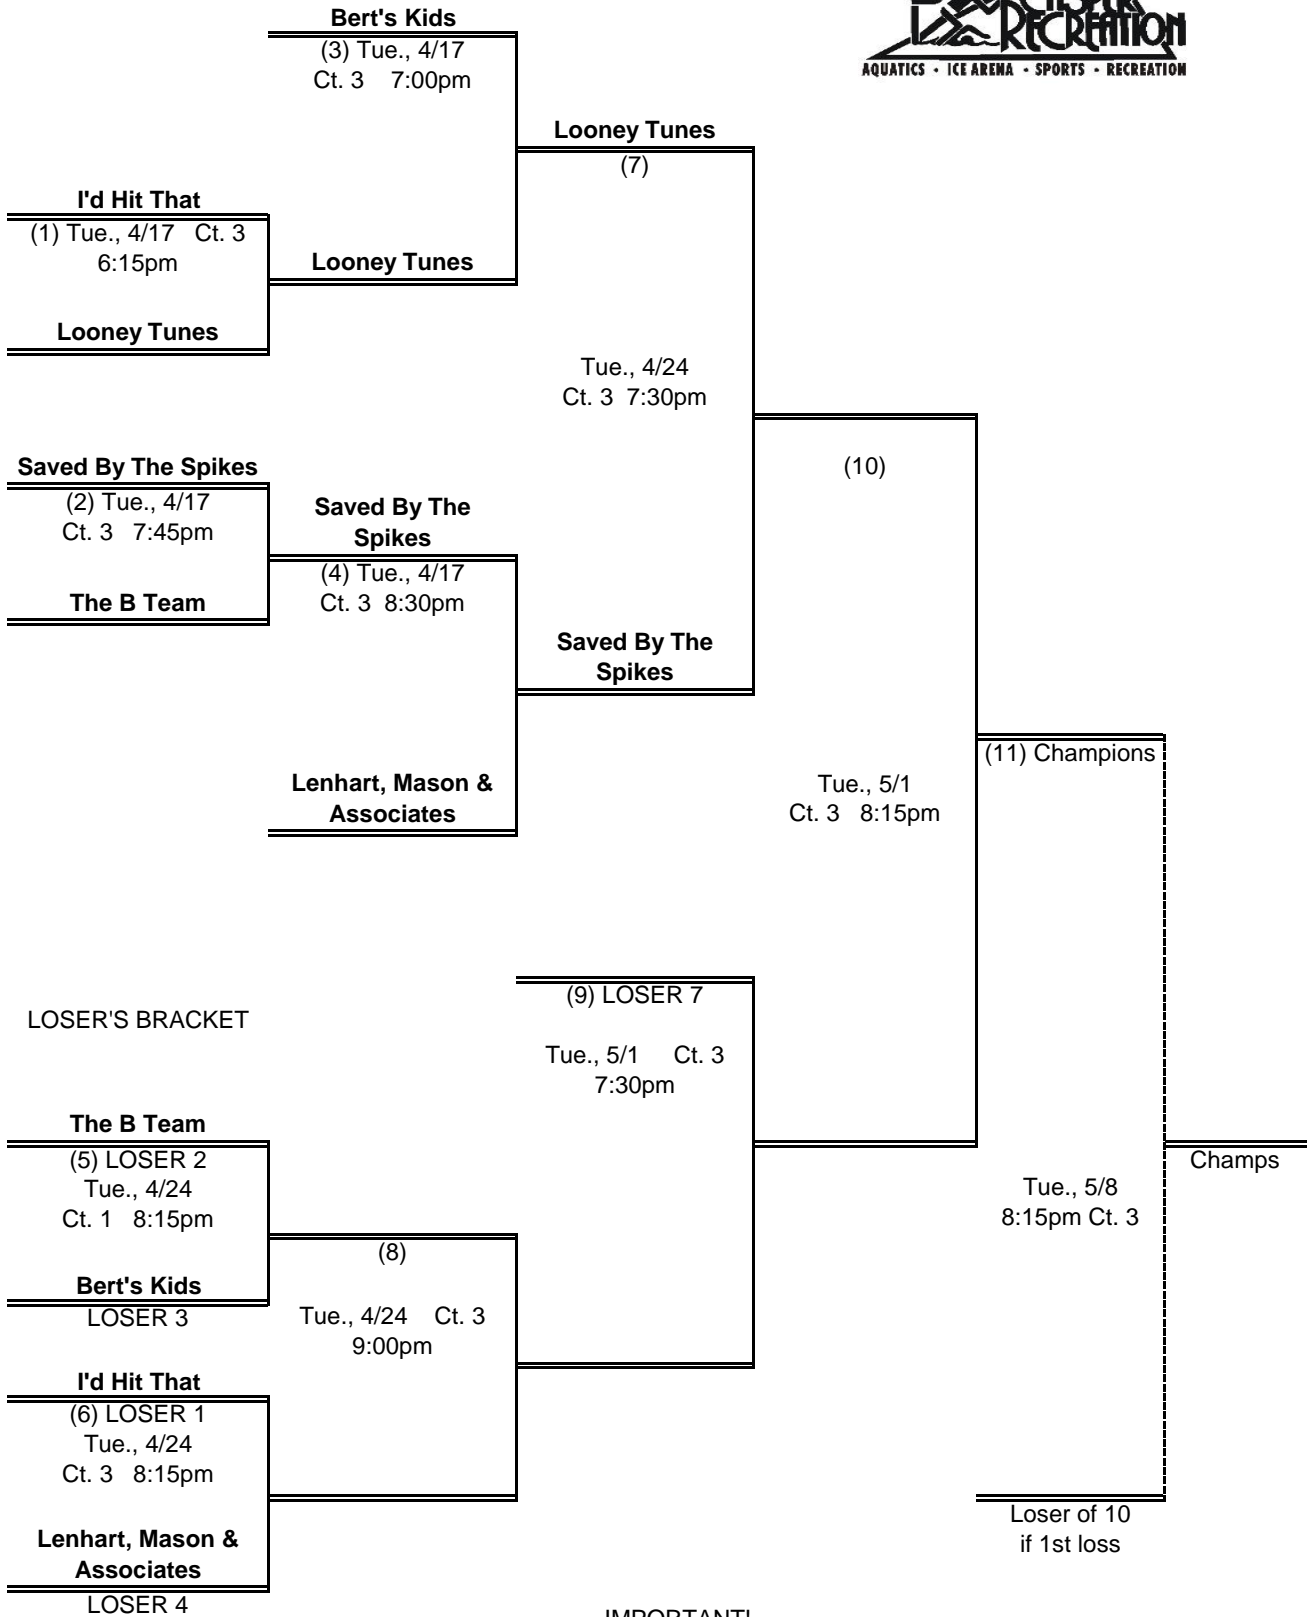 Bert's Kids
(3) Tue., 4/17
Ct. 3 7:00pm
RECREATION
AQUATICS • ICE ARENA • SPORTS • RECREATION
Looney Tunes
(7)
I'd Hit That
(1) Tue., 4/17 Ct. 3
6:15pm
Looney Tunes
Looney Tunes
Tue., 4/24
Ct. 3 7:30pm
Saved By The Spikes
(2) Tue., 4/17
Ct. 3 7:45pm
The B Team
Saved By The
Spikes
(4) Tue., 4/17
Ct. 3 8:30pm
(10)
Saved By The
Spikes
Lenhart, Mason &
Associates
(11) Champions
Tue., 5/1
Ct. 3 8:15pm
LOSER'S BRACKET
(9) LOSER 7
Tue., 5/1 Ct. 3
7:30pm
The B Team
(5) LOSER 2
Tue., 4/24
Ct. 1 8:15pm
Bert's Kids
LOSER 3
(8)
Tue., 4/24 Ct. 3
9:00pm
Champs
Tue., 5/8
8:15pm Ct. 3
I'd Hit That
(6) LOSER 1
Tue., 4/24
Ct. 3 8:15pm
Lenhart, Mason &
Associates
LOSER 4
Loser of 10
if 1st loss
IMPORTANT!